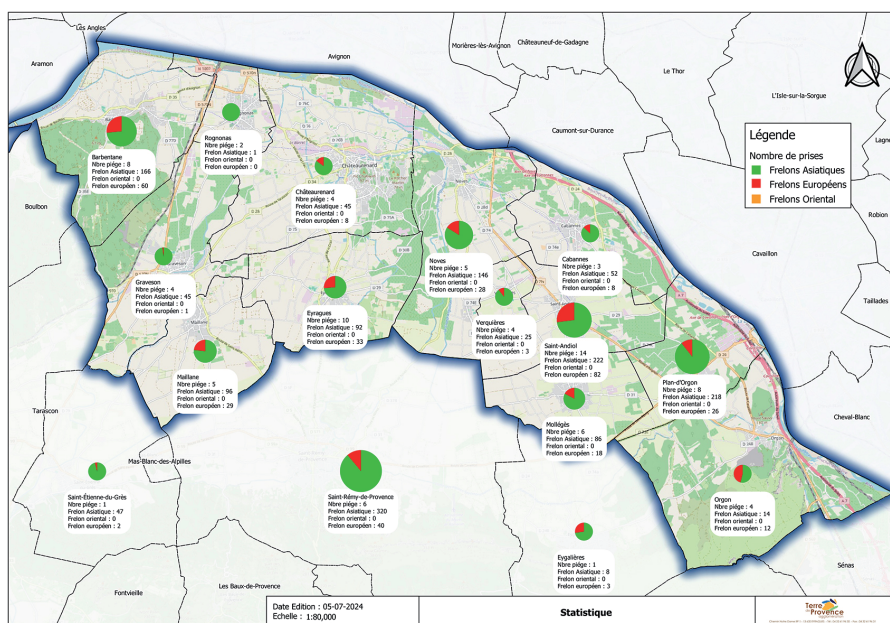 Les Angles
Aramon
Avignon
Morières-lès-Avignon
Châteauneuf-de-Gadagne
Le Thor
L'Isle-sur-la-Sorgue
Caumont-sur-Durance
Lagn
Robion
Boulbon
Cavaillon
Taillades
Tarascon
Cheval-Blanc
Mas-Blanc-des-Alpilles
Fontvieille
Les Baux-de-Provence
Sénas
Légende
Nombre de prises
Frelons Asiatiques
Frelons Européens
Frelons Oriental
Barbentane
Nbre piége : 8
Frelon Asiatiques : 166
Frelon oriental : 0
Frelon européen : 60
Rognonas
Nbre piége : 2
Frelon Asiatiques : 1
Frelon oriental : 0
Frelon européen : 0
Châteaurenard
Nbre piége : 4
Frelon Asiatique : 45
Frelon oriental : 0
Frelon européen : 8
Noves
Nbre piége : 5
Frelon Asiatique : 146
Frelon oriental : 0
Frelon européen : 28
Cabannes
Nbre piége : 3
Frelon Asiatique : 52
Frelon oriental : 0
Frelon européen : 8
Graveson
Nbre piége : 4
Frelon Asiatique : 45
Frelon oriental : 0
Frelon européen : 1
Eyragues
Nbre piége : 10
Frelon Asiatique : 92
Frelon oriental : 0
Frelon européen : 33
Verquières
Nbre piége : 4
Frelon Asiatique : 25
Frelon oriental : 0
Frelon européen : 3
Saint-Andiol
Nbre piége : 14
Frelon Asiatique : 222
Frelon oriental : 0
Frelon européen : 82
Plan-d'Orgon
Nbre piége : 8
Frelon Asiatique : 218
Frelon oriental : 0
Frelon européen : 26
Maillane
Nbre piége : 5
Frelon Asiatique : 96
Frelon oriental : 0
Frelon européen : 29
Mollégès
Nbre piége : 6
Frelon Asiatique : 86
Frelon oriental : 0
Frelon européen : 18
Saint-Étienne-du-Grès
Nbre piége : 1
Frelon Asiatique : 47
Frelon oriental : 0
Frelon européen : 2
Saint-Rémy-de-Provence
Nbre piége : 6
Frelon Asiatique : 320
Frelon oriental : 0
Frelon européen : 40
Orgon
Nbre piége : 4
Frelon Asiatique : 14
Frelon oriental : 0
Frelon européen : 12
Eygalières
Nbre piége : 1
Frelon Asiatique : 8
Frelon oriental : 0
Frelon européen : 3
Date Edition : 05-07-2024
Echelle : 1:80,000
Statistique
Terre
Provence